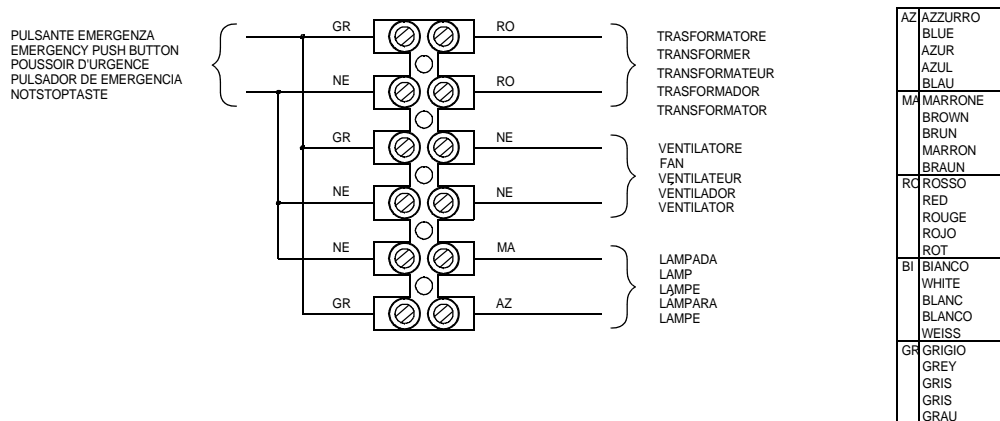 PULSANTE EMERGENZA
EMERGENCY PUSH BUTTON
POUSSOIR D'URGENCE
PULSADOR DE EMERGENCIA
NOTSTOPTASTE
GR
NE
GR
NE
NE
GR
RO
RO
NE
NE
MA
AZ
TRASFORMATORE
TRANSFORMER
TRANSFORMATEUR
TRASFORMADOR
TRANSFORMATOR
VENTILATORE
FAN
VENTILATEUR
VENTILADOR
VENTILATOR
LAMPADA
LAMP
LAMPE
LÁMPARA
LAMPE
AZ AZZURRO
BLUE
AZUR
AZUL
BLAU
MA MARRONE
BROWN
BRUN
MARRON
BRAUN
RO ROSSO
RED
ROUGE
ROJO
ROT
BI BIANCO
WHITE
BLANC
BLANCO
WEISS
GR GRIGIO
GREY
GRIS
GRIS
GRAU